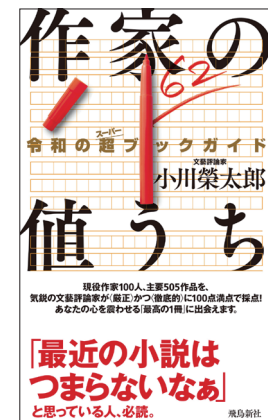 作家の
62
令和の超ブックガイド
スーパー
文藝評論家
小川榮太郎
値うち
現役作家100人、主要505作品を、
気鋭の文藝評論家が〈厳正〉かつ〈徹底的〉に100点満点で採点!
あなたの心を震わせる「最高の1冊」に出会えます。
「最近の小説は
つまらないなぁ」
と思っている人、必読。
飛鳥新社